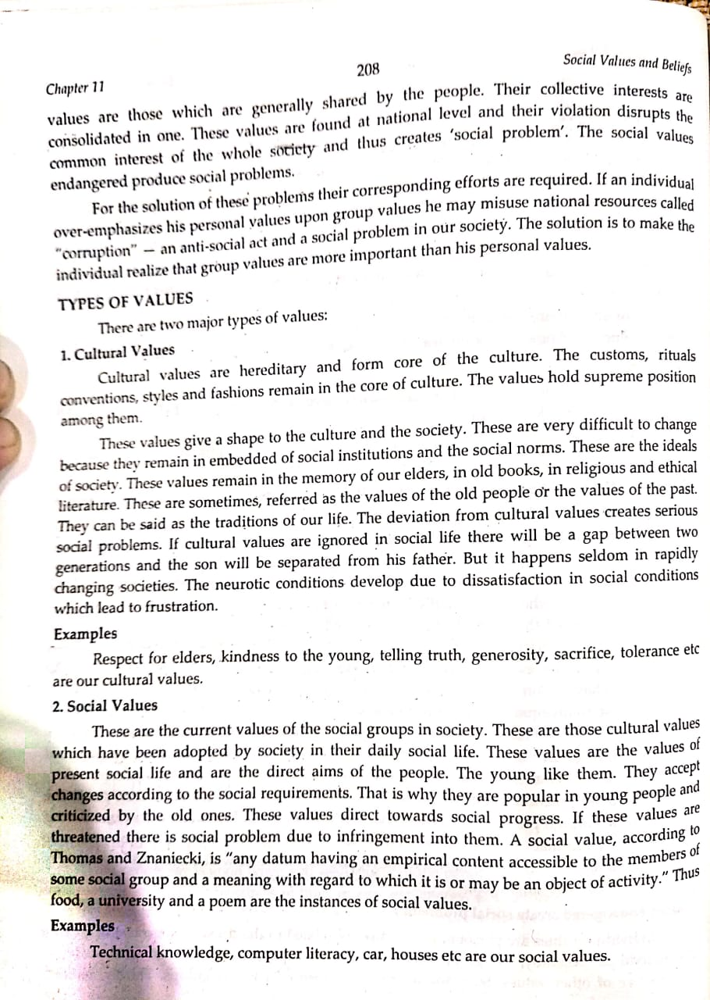 Chapter 11
208
Social Values and Beliefs
values are those which are generally shared by the people. Their collective interests are
consolidated in one. These values are found at national level and their violation disrupts the
common interest of the whole society and thus creates ‘social problem’. The social values
endangered produce social problems.
For the solution of these problems their corresponding efforts are required. If an individual
over-emphasizes his personal values upon group values he may misuse national resources called
“corruption” — an anti-social act and a social problem in our society. The solution is to make the
individual realize that group values are more important than his personal values.
TYPES OF VALUES
There are two major types of values:
1. Cultural Values
Cultural values are hereditary and form core of the culture. The customs, rituals
conventions, styles and fashions remain in the core of culture. The values hold supreme position
among them.
These values give a shape to the culture and the society. These are very difficult to change
because they remain in embedded of social institutions and the social norms. These are the ideals
of society. These values remain in the memory of our elders, in old books, in religious and ethical
literature. These are sometimes, referred as the values of the old people or the values of the past.
They can be said as the traditions of our life. The deviation from cultural values creates serious
social problems. If cultural values are ignored in social life there will be a gap between two
generations and the son will be separated from his father. But it happens seldom in rapidly
changing societies. The neurotic conditions develop due to dissatisfaction in social conditions
which lead to frustration.
Examples
Respect for elders, kindness to the young, telling truth, generosity, sacrifice, tolerance etc
are our cultural values.
2. Social Values
These are the current values of the social groups in society. These are those cultural values
which have been adopted by society in their daily social life. These values are the values of
present social life and are the direct aims of the people. The young like them. They accept
changes according to the social requirements. That is why they are popular in young people and
criticized by the old ones. These values direct towards social progress. If these values are
threatened there is social problem due to infringement into them. A social value, according to
Thomas and Znaniecki, is “any datum having an empirical content accessible to the members of
some social group and a meaning with regard to which it is or may be an object of activity.” Thus
food, a university and a poem are the instances of social values.
Examples
Technical knowledge, computer literacy, car, houses etc are our social values.